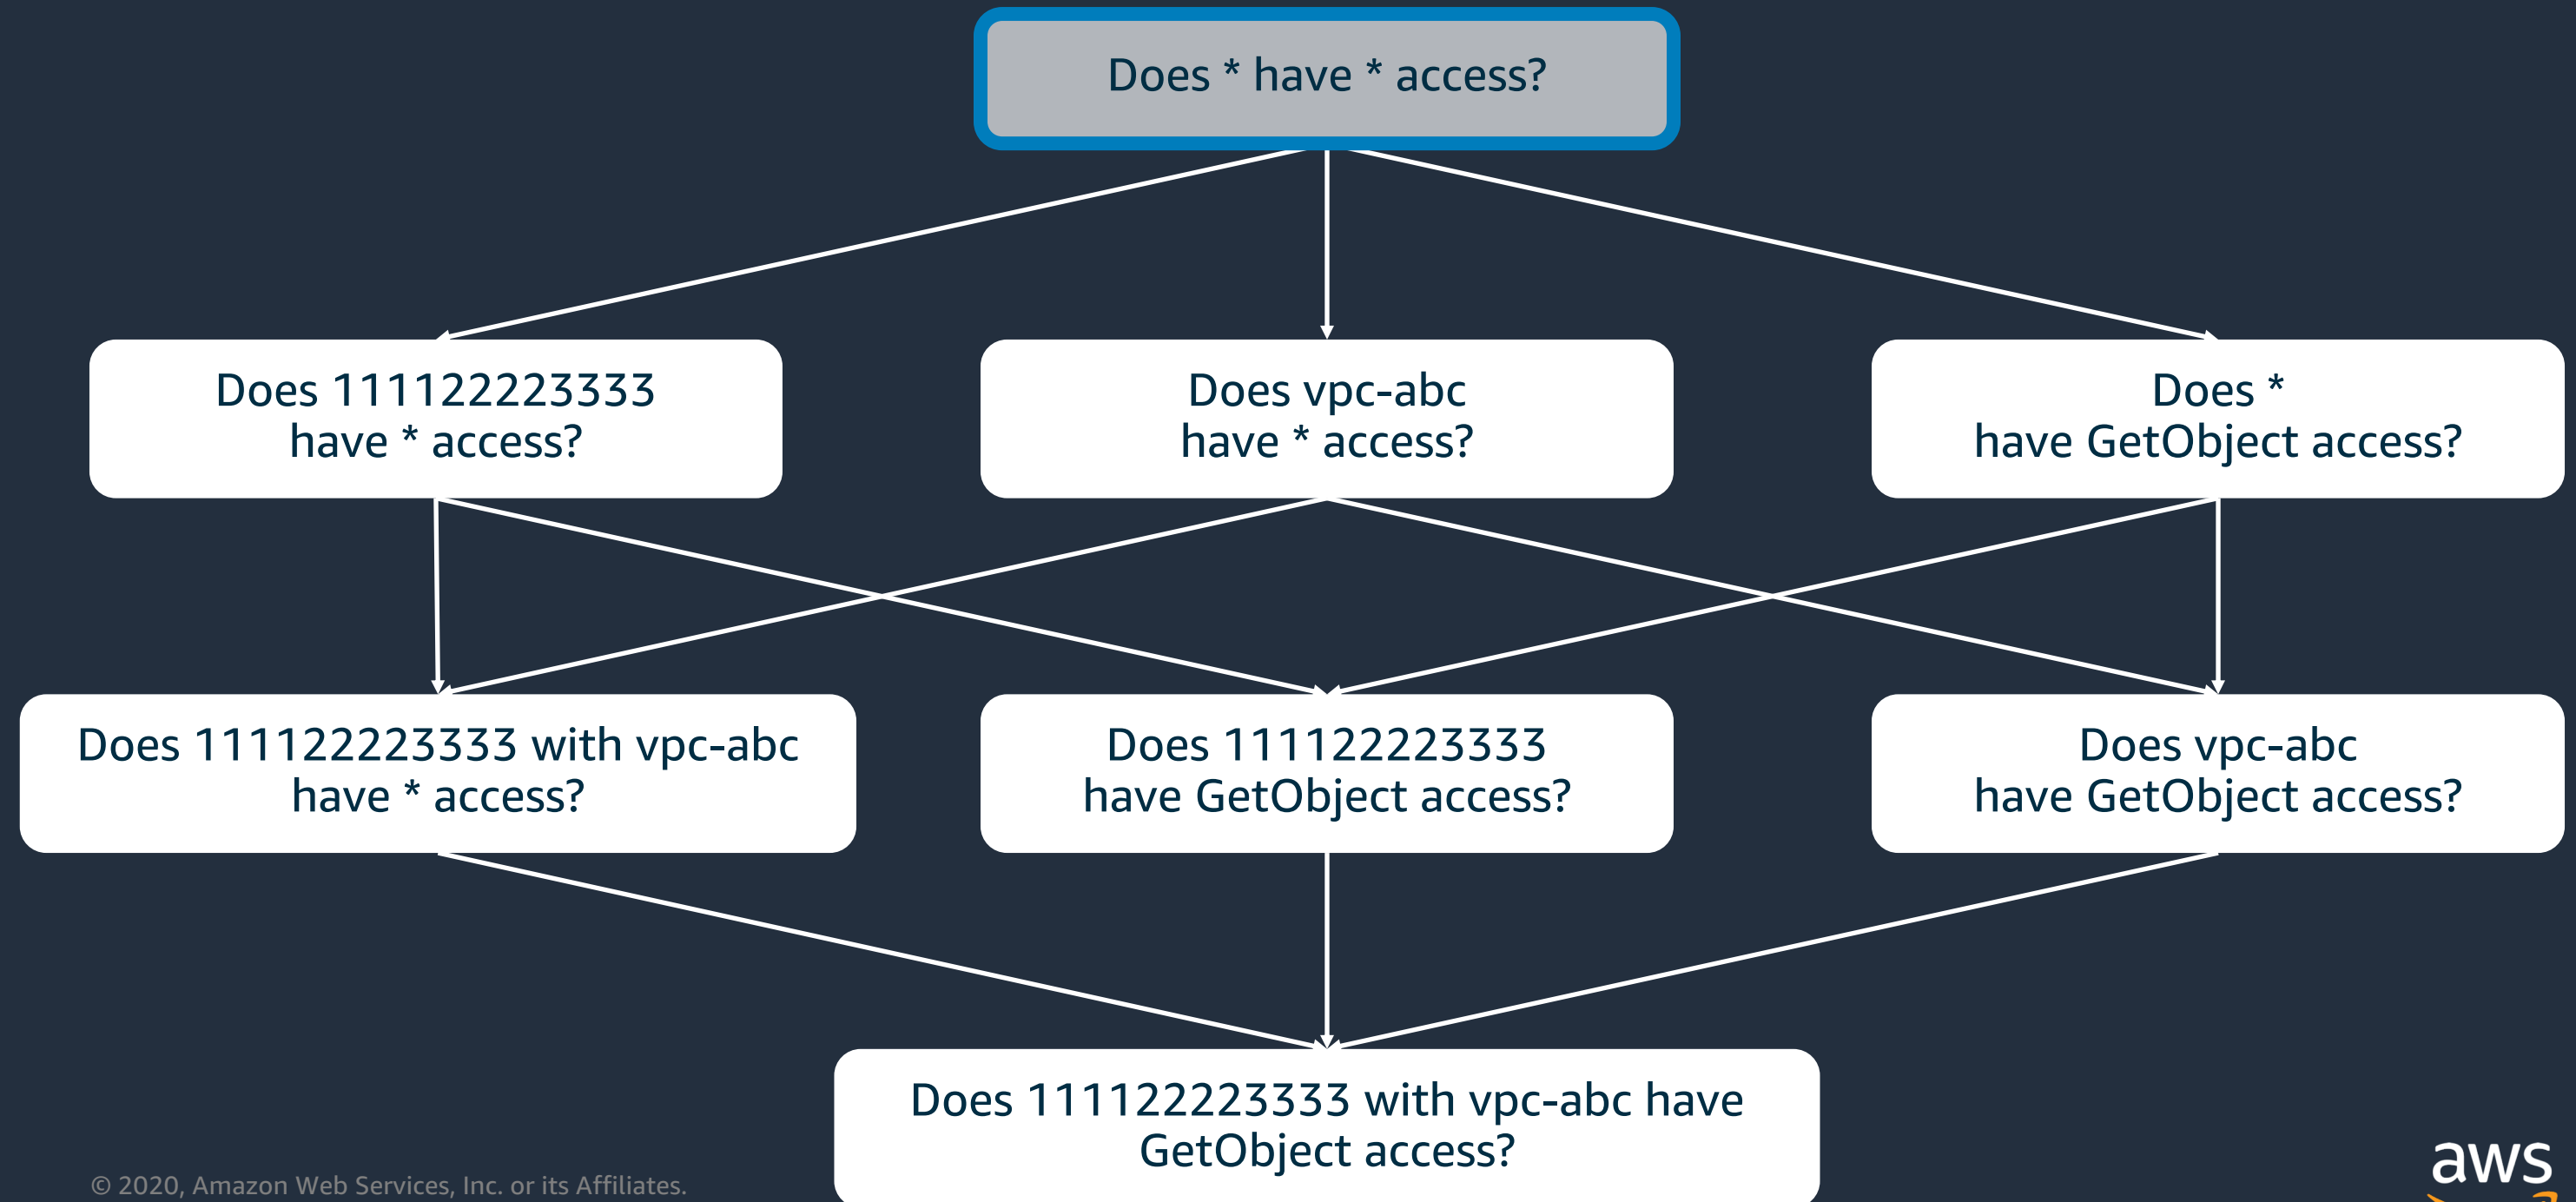 Does * have * access?
Does 111122223333
have * access?
Does vpc-abc
have * access?
Does *
have GetObject access?
Does 111122223333 with vpc-abc
have * access?
Does 111122223333
have GetObject access?
Does vpc-abc
have GetObject access?
Does 111122223333 with vpc-abc have
GetObject access?
© 2020, Amazon Web Services, Inc. or its Affiliates.
aws